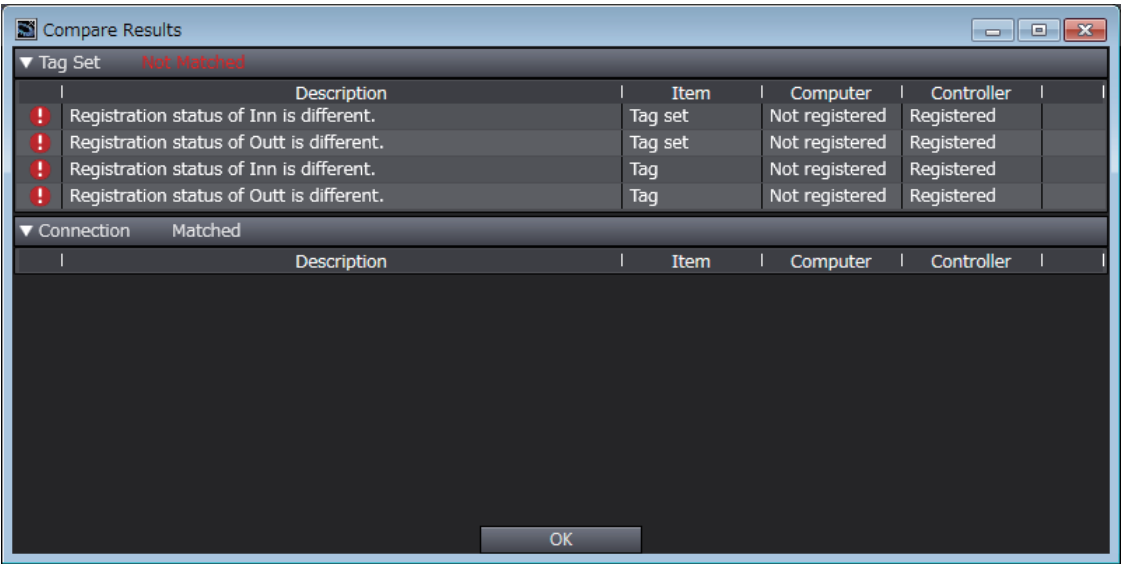 Compare Results
Tag Set Not Matched
Description Item Computer Controller
Registration status of Inn is different. Tag set Not registered Registered
Registration status of Outt is different. Tag set Not registered Registered
Registration status of Inn is different. Tag Not registered Registered
Registration status of Outt is different. Tag Not registered Registered
Connection Matched
Description Item Computer Controller
OK